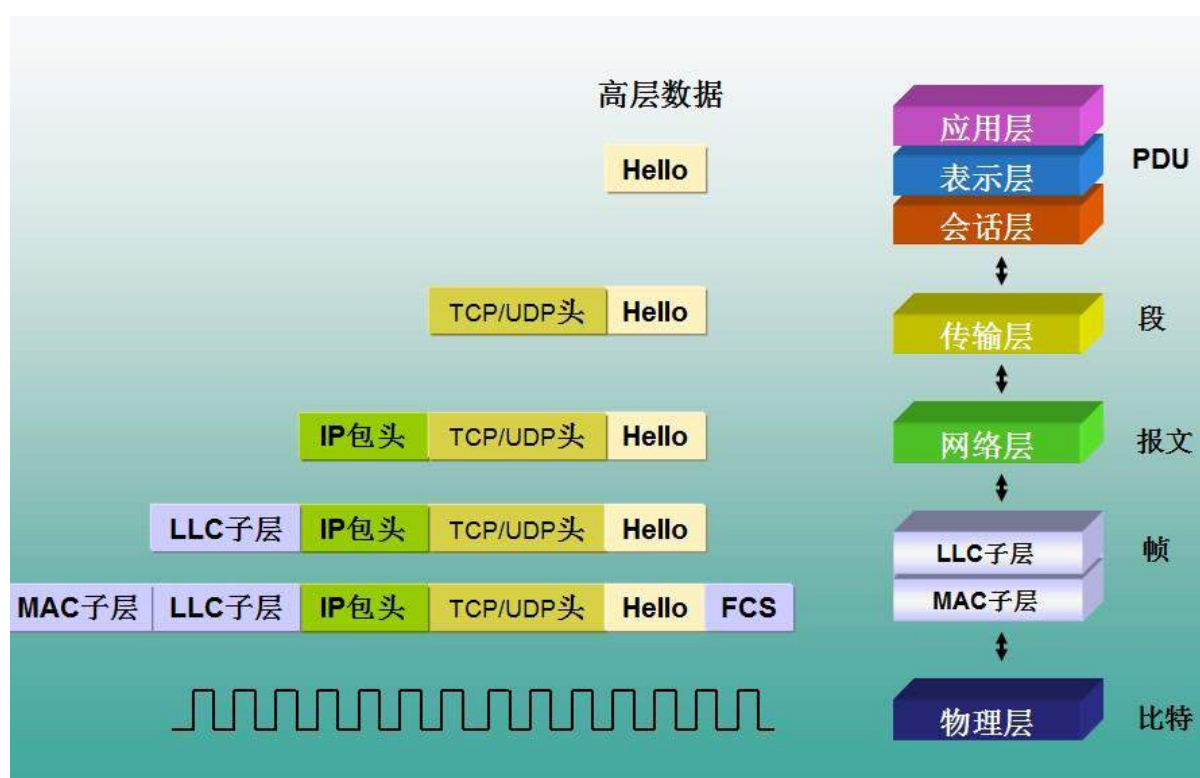 高层数据
应用层
PDU
Hello
表示层
会话层
TCP/UDP头 Hello
传输层
段
IP包头 TCP/UDP头 Hello
网络层
报文
LLC子层 IP包头 TCP/UDP头 Hello
LLC子层
帧
MAC子层 LLC子层 IP包头 TCP/UDP头 Hello FCS
MAC子层
物理层
比特